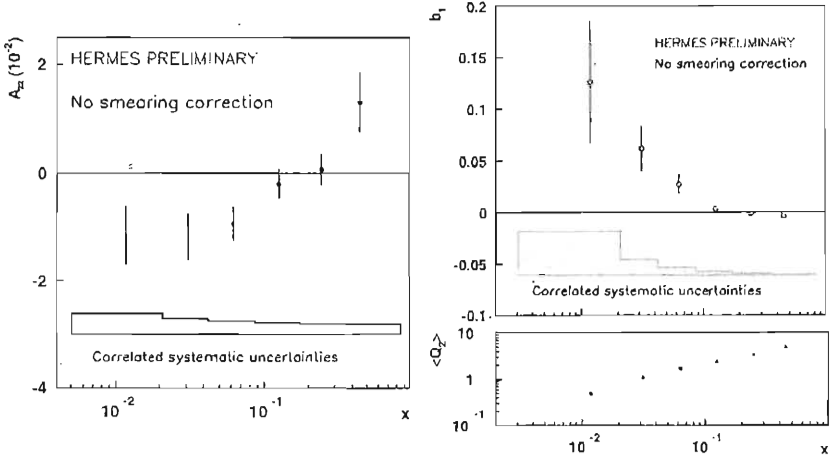 A_zz (10^-2)
HERMES PRELIMINARY
No smearing correction
2
0
-2
-4
Correlated systematic uncertainties
10^-2
10^-1
x
b_1
0.2
0.15
0.1
0.05
0
-0.05
-0.1
HERMES PRELIMINARY
No smearing correction
Correlated systematic uncertainties
<Q_2>
10
1
10^-1
10^-2
10^-1
x